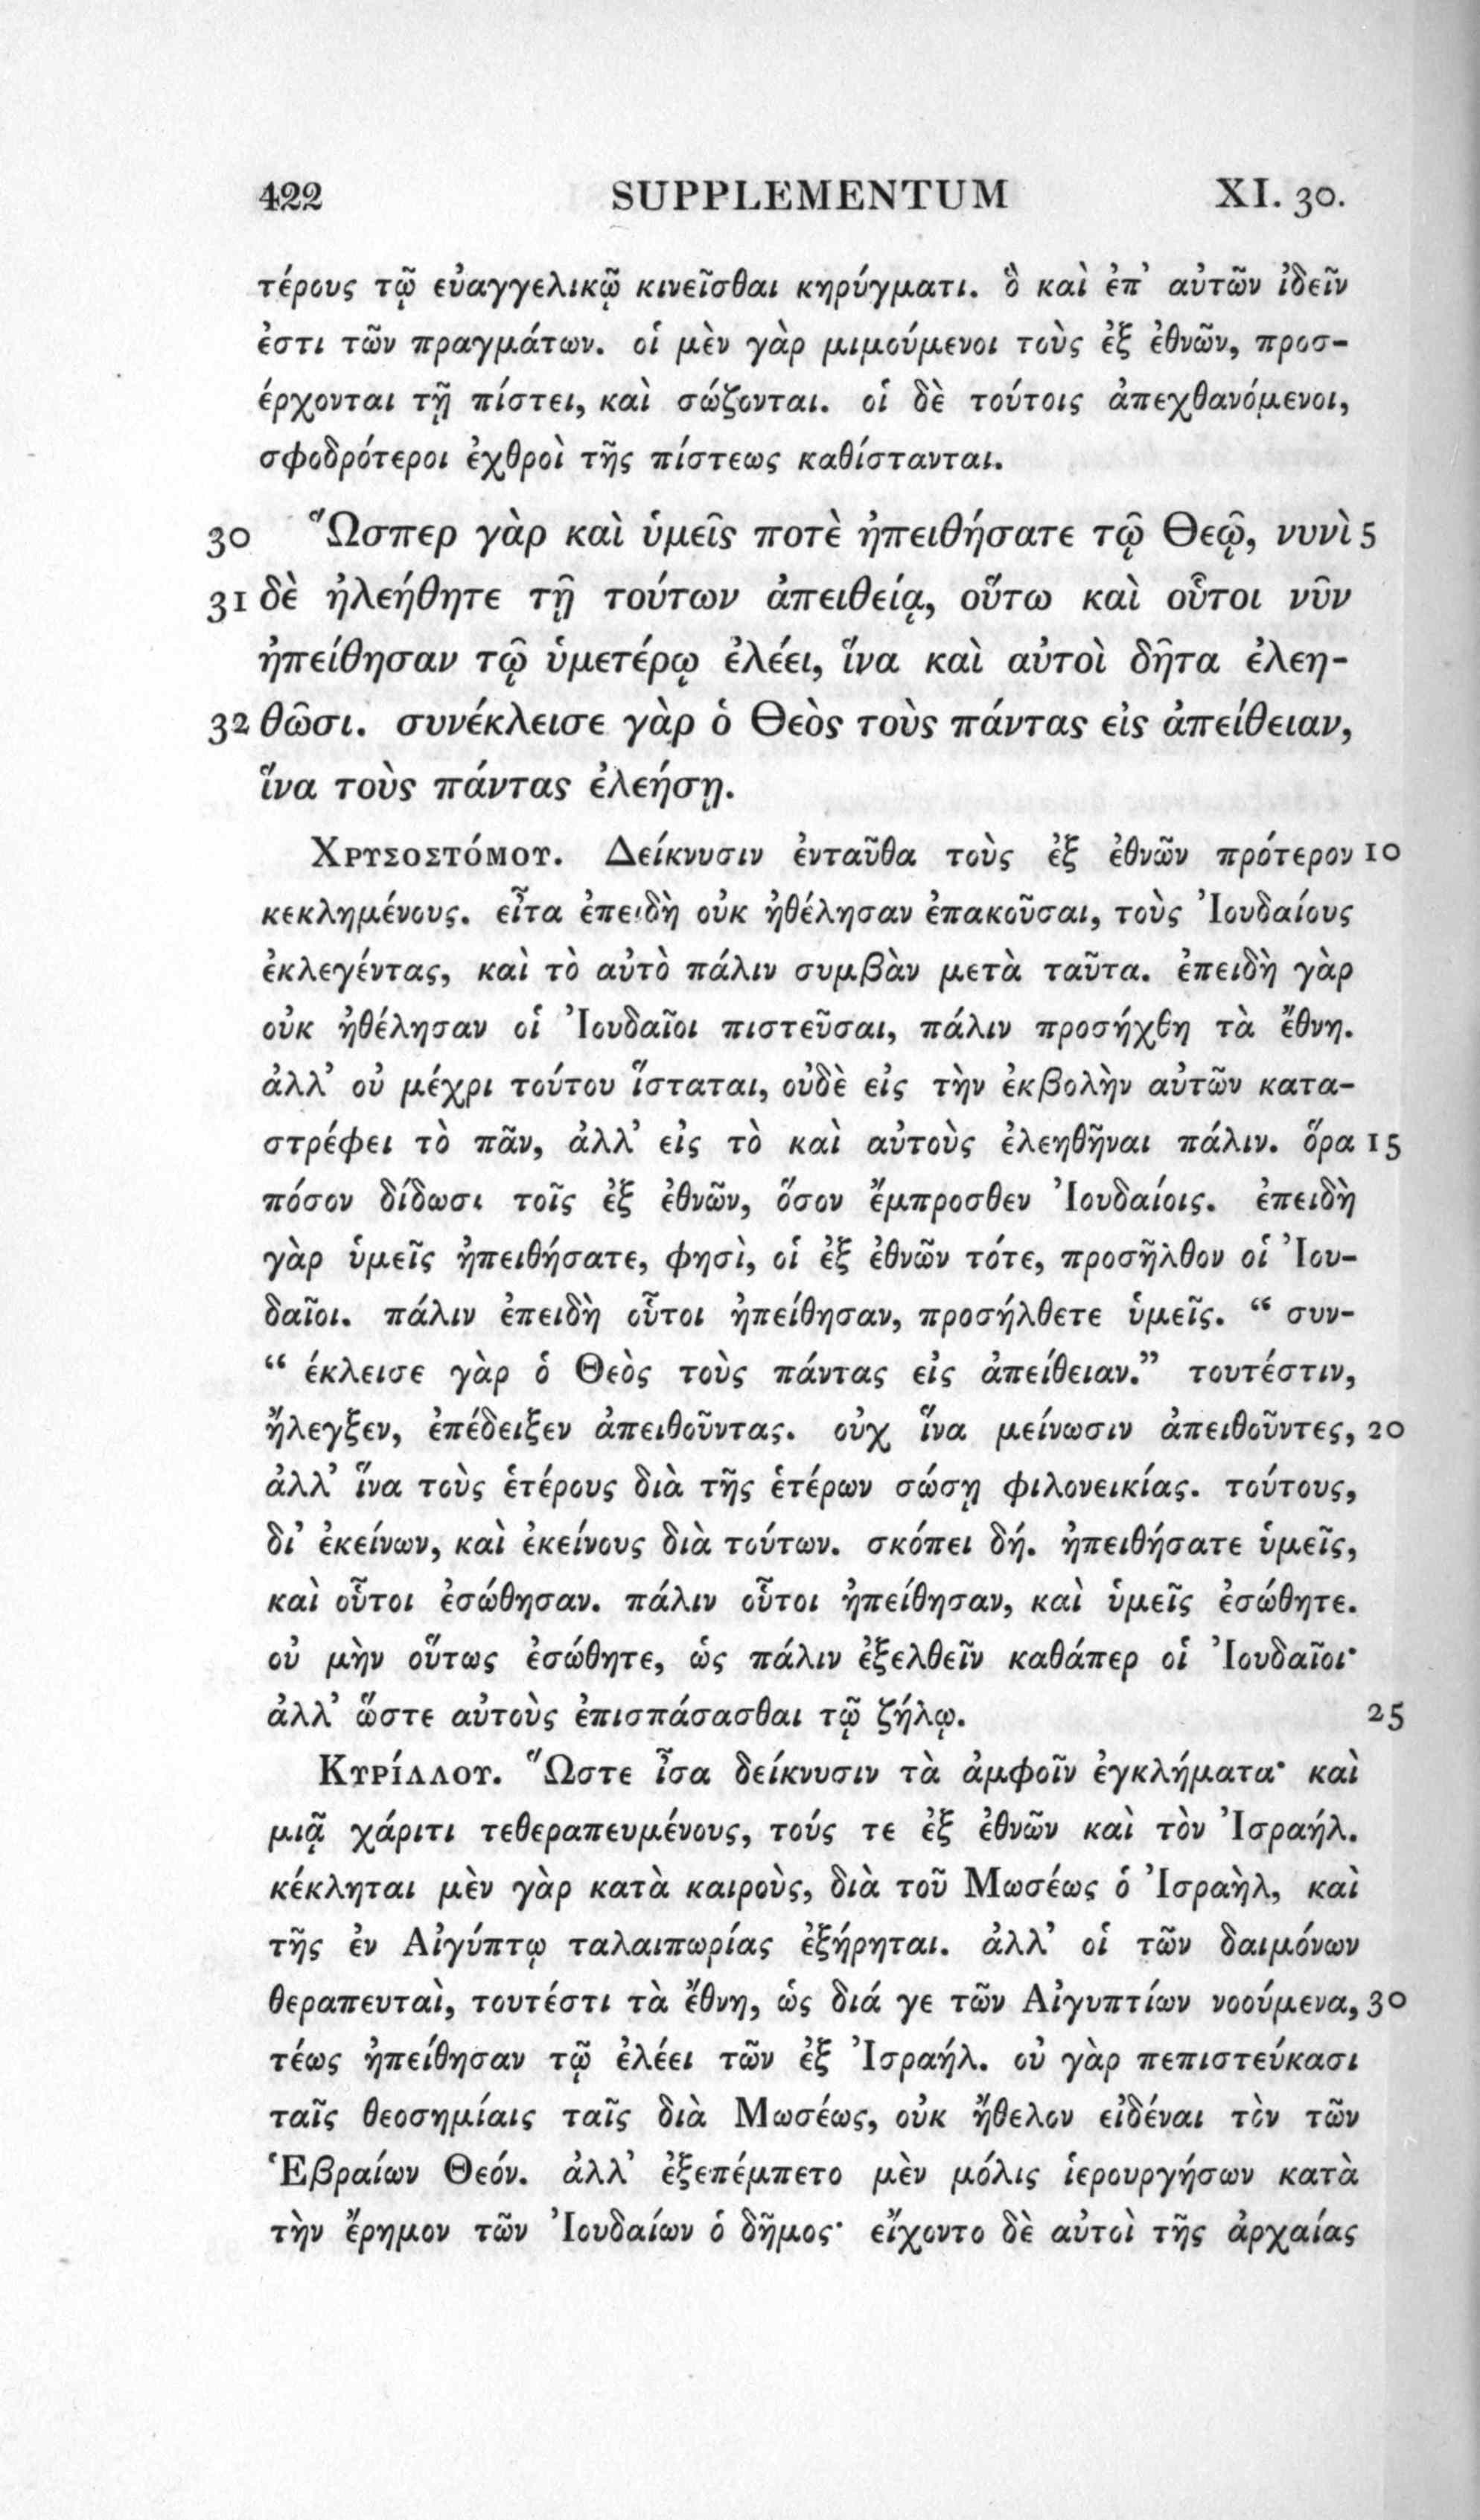 422 SUPPLEMENTUM XI. 30.
τέρους τῷ εὐαγγελικῷ κινεῖσθαι κηρύγματι. ὃ καὶ ἐπ’ αὐτῶν ἰδεῖν
ἐστι τῶν πραγμάτων. οἱ μὲν γὰρ μιμούμενοι τοὺς ἐξ ἐθνῶν, προσ-
έρχονται τῇ πίστει, καὶ σώζονται. οἱ δὲ τούτοις ἀπεχθανόμενοι,
σφοδρότεροι ἐχθροὶ τῆς πίστεως καθίστανται.
30 Ὥσπερ γὰρ καὶ ὑμεῖς ποτὲ ἠπειθήσατε τῷ Θεῷ, νυνὶ 5
31 δὲ ἠλεήθητε τῇ τούτων ἀπειθείᾳ, οὕτω καὶ οὗτοι νῦν
ἠπείθησαν τῷ ὑμετέρῳ ἐλέει, ἵνα καὶ αὐτοὶ δῆτα ἐλεη-
32 θῶσι. συνέκλεισε γὰρ ὁ Θεὸς τοὺς πάντας εἰς ἀπείθειαν,
ἵνα τοὺς πάντας ἐλεήσῃ.
Χρυσοστόμου. Δείκνυσιν ἐνταῦθα τοὺς ἐξ ἐθνῶν πρότερον 10
κεκλημένους. εἶτα ἐπειδὴ οὐκ ἠθέλησαν ἐπακοῦσαι, τοὺς Ἰουδαίους
ἐκλεγέντας, καὶ τὸ αὐτὸ πάλιν συμβὰν μετὰ ταῦτα. ἐπειδὴ γὰρ
οὐκ ἠθέλησαν οἱ Ἰουδαῖοι πιστεῦσαι, πάλιν προσήχθη τὰ ἔθνη.
ἀλλ’ οὐ μέχρι τούτου ἵσταται, οὐδὲ εἰς τὴν ἐκβολὴν αὐτῶν κατα-
στρέφει τὸ πᾶν, ἀλλ’ εἰς τὸ καὶ αὐτοὺς ἐλεηθῆναι πάλιν. ὅρα 15
πόσον δίδωσι τοῖς ἐξ ἐθνῶν, ὅσον ἔμπροσθεν Ἰουδαίοις. ἐπειδὴ
γὰρ ὑμεῖς ἠπειθήσατε, φησὶ, οἱ ἐξ ἐθνῶν τότε, προσῆλθον οἱ Ἰου-
δαῖοι. πάλιν ἐπειδὴ οὗτοι ἠπείθησαν, προσήλθετε ὑμεῖς. “ συν-
“ έκλεισε γὰρ ὁ Θεὸς τοὺς πάντας εἰς ἀπείθειαν.” τουτέστιν,
ἤλεγξεν, ἐπέδειξεν ἀπειθοῦντας. οὐχ ἵνα μείνωσιν ἀπειθοῦντες, 20
ἀλλ’ ἵνα τοὺς ἑτέρους διὰ τῆς ἑτέρων σώσῃ φιλονεικίας. τούτους,
δι’ ἐκείνων, καὶ ἐκείνους διὰ τούτων. σκόπει δή. ἠπειθήσατε ὑμεῖς,
καὶ οὗτοι ἐσώθησαν. πάλιν οὗτοι ἠπείθησαν, καὶ ὑμεῖς ἐσώθητε.
οὐ μὴν οὕτως ἐσώθητε, ὡς πάλιν ἐξελθεῖν καθάπερ οἱ Ἰουδαῖοι·
ἀλλ’ ὥστε αὐτοὺς ἐπισπάσασθαι τῷ ζήλῳ. 25
Κυρίλλου. Ὥστε ἶσα δείκνυσιν τὰ ἀμφοῖν ἐγκλήματα· καὶ
μιᾷ χάριτι τεθεραπευμένους, τούς τε ἐξ ἐθνῶν καὶ τὸν Ἰσραήλ.
κέκληται μὲν γὰρ κατὰ καιροὺς, διὰ τοῦ Μωσέως ὁ Ἰσραὴλ, καὶ
τῆς ἐν Αἰγύπτῳ ταλαιπωρίας ἐξῄρηται. ἀλλ’ οἱ τῶν δαιμόνων
θεραπευταὶ, τουτέστι τὰ ἔθνη, ὡς διά γε τῶν Αἰγυπτίων νοούμενα, 30
τέως ἠπείθησαν τῷ ἐλέει τῶν ἐξ Ἰσραήλ. οὐ γὰρ πεπιστεύκασι
ταῖς θεοσημίαις ταῖς διὰ Μωσέως, οὐκ ἤθελον εἰδέναι τὸν τῶν
Ἑβραίων Θεόν. ἀλλ’ ἐξεπέμπετο μὲν μόλις ἱερουργήσων κατὰ
τὴν ἔρημον τῶν Ἰουδαίων ὁ δῆμος· εἴχοντο δὲ αὐτοὶ τῆς ἀρχαίας